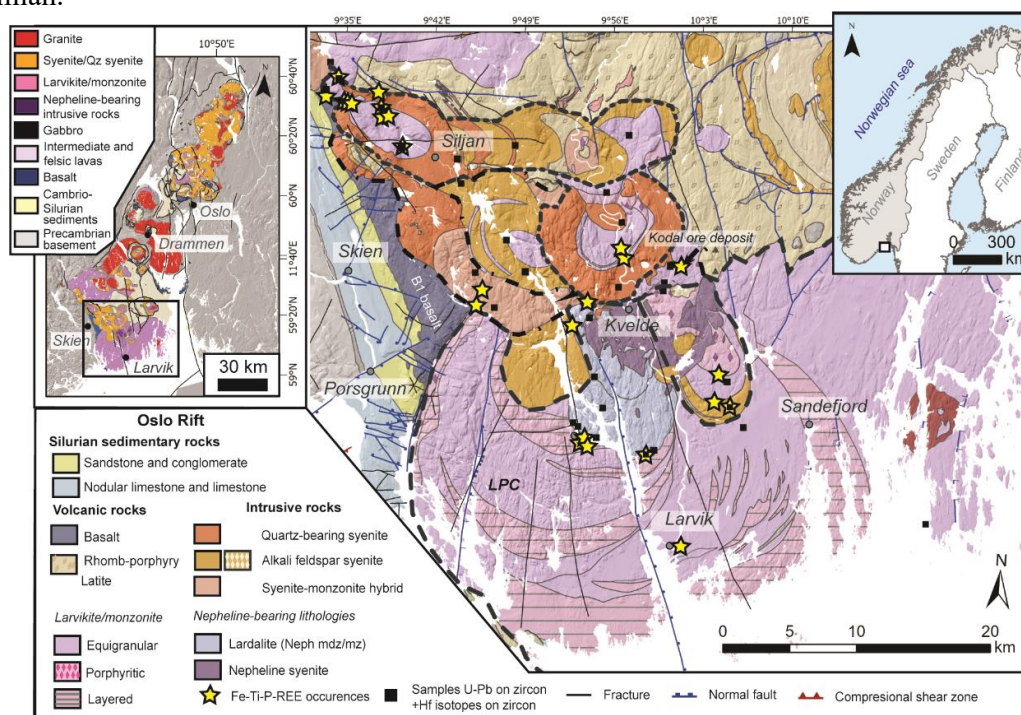 9°35'E
9°42'E
9°49'E
9°56'E
10°3'E
10°10'E
60°40'N
60°20'N
60°N
11°40'E
59°20'N
59°N
Granite
Syenite/Qz syenite
Larvikite/monzonite
Nepheline-bearing
intrusive rocks
Gabbro
Intermediate and
felsic lavas
Basalt
Cambrio-
Silurian
sediments
Precambrian
basement
10°50'E
N
Oslo
Drammen
Skien
Larvik
30 km
Siljan
Skien
B1 basalt
Porsgrunn
Kodal ore deposit
Kvelde
Sandefjord
LPC
Larvik
N
0 5 10 20
km
N
Norwegian sea
Norway
Sweden
Finland
0 300
km
Oslo Rift
Silurian sedimentary rocks
Sandstone and conglomerate
Nodular limestone and limestone
Volcanic rocks
Basalt
Rhomb-porphyry
Latite
Intrusive rocks
Quartz-bearing syenite
Alkali feldspar syenite
Syenite-monzonite hybrid
Larvikite/monzonite
Equigranular
Porphyritic
Layered
Nepheline-bearing lithologies
Lardalite (Neph mdz/mz)
Nepheline syenite
Fe-Ti-P-REE occurences
Samples U-Pb on zircon
+Hf isotopes on zircon
Fracture
Normal fault
Compresional shear zone